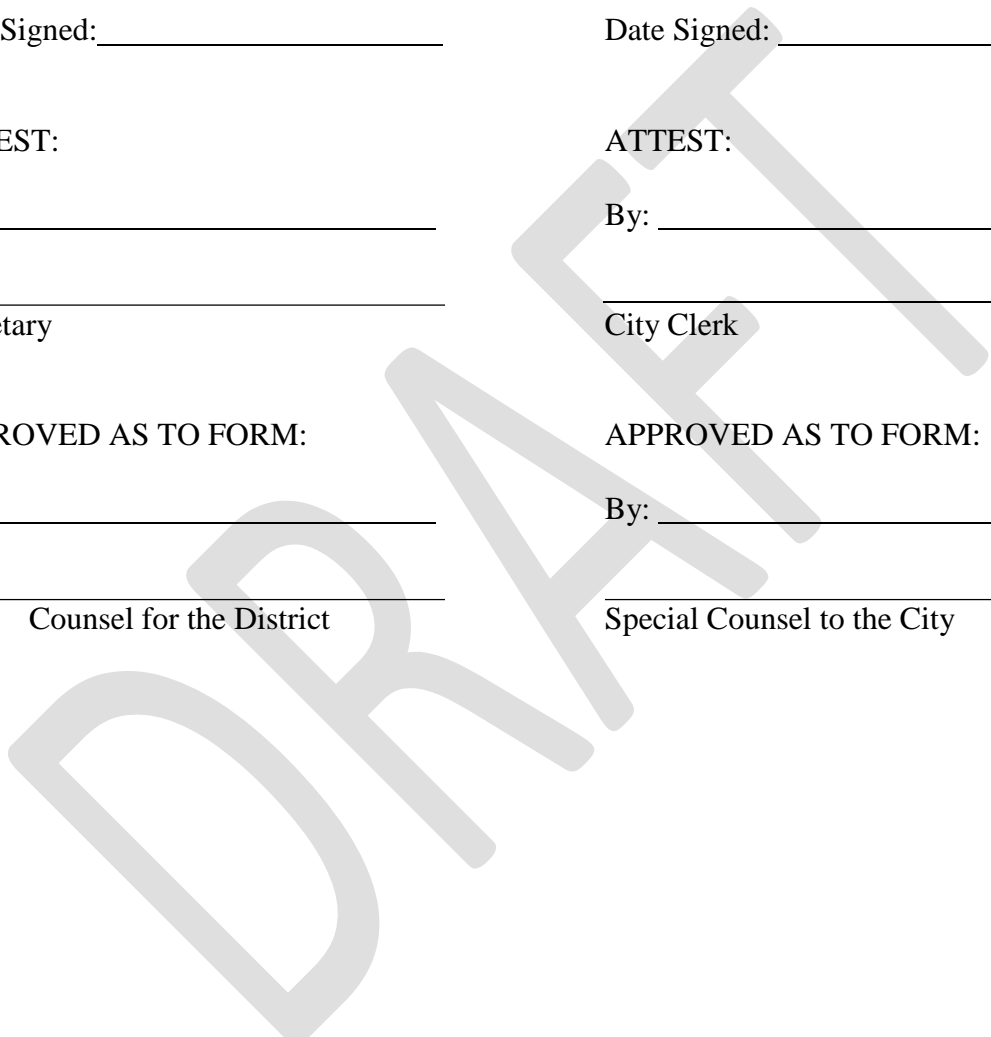 Signed: Date Signed:
EST: ATTEST:
By:
etary City Clerk
ROVED AS TO FORM: APPROVED AS TO FORM:
By:
Counsel for the District Special Counsel to the City
DRAFT